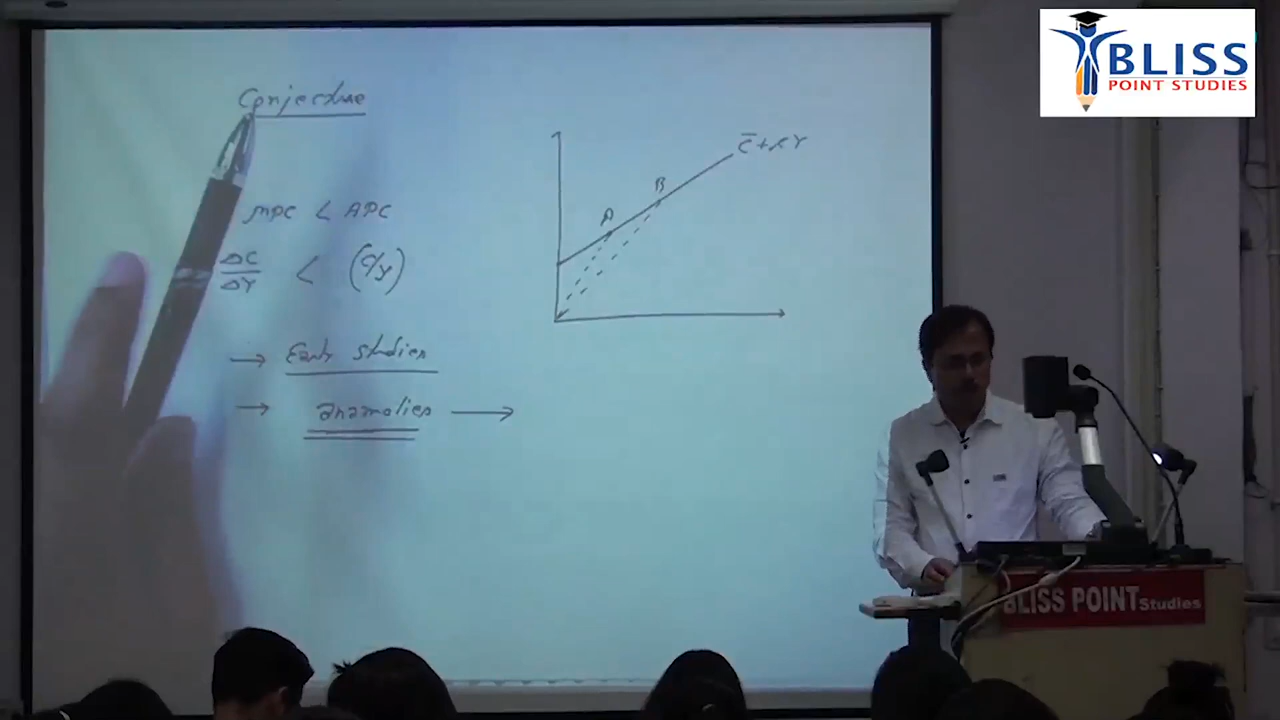 Conjecture
MPC < APC
ΔC/ΔY < (C/Y)
→ Early studies
→ anamolies →
A
B
C̄ + cY
BLISS
POINT STUDIES
BLISS POINT Studies